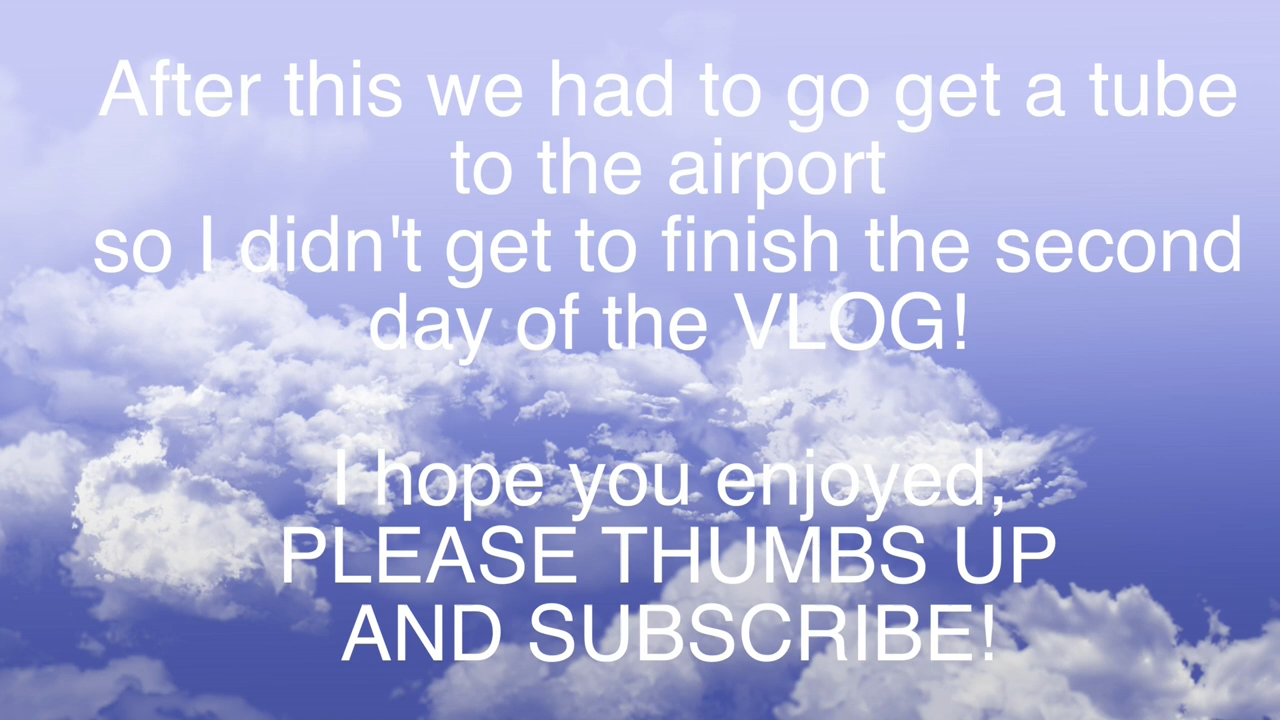 After this we had to go get a tube
to the airport
so I didn't get to finish the second
day of the VLOG!
I hope you enjoyed,
PLEASE THUMBS UP
AND SUBSCRIBE!